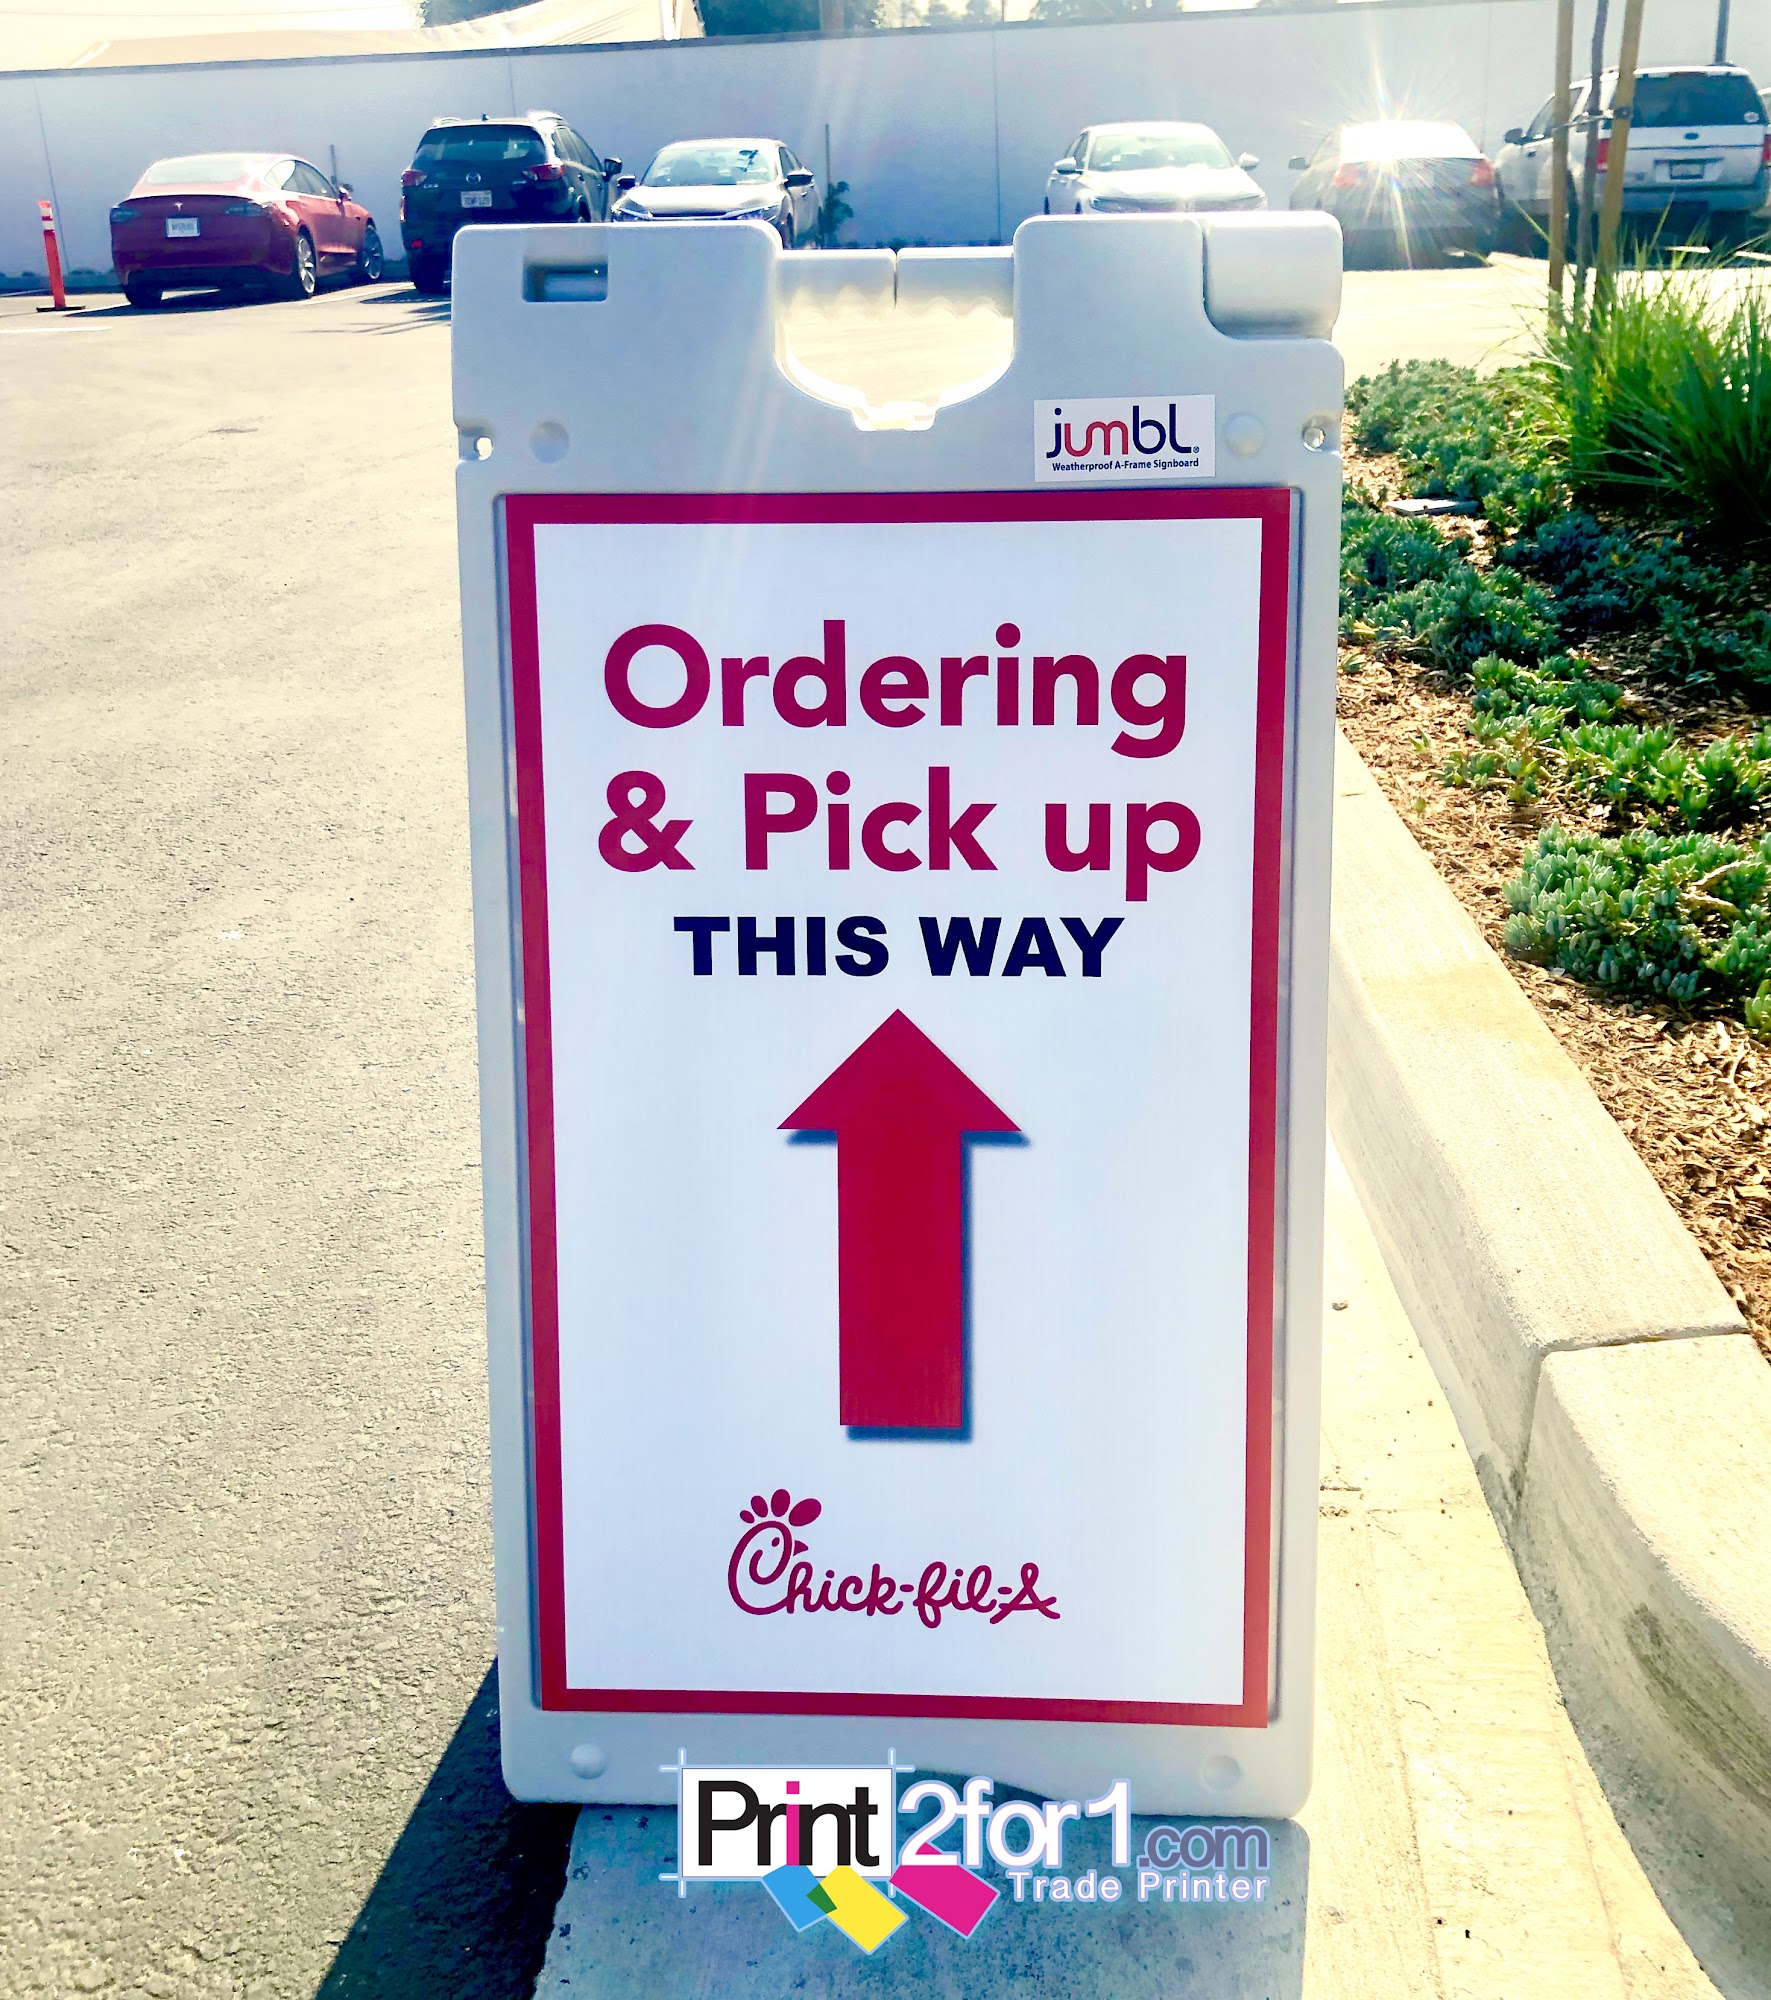 jumbl®
Weatherproof A-Frame Signboard
Ordering
& Pick up
THIS WAY
Chick-fil-A
Print2for1.com
Trade Printer